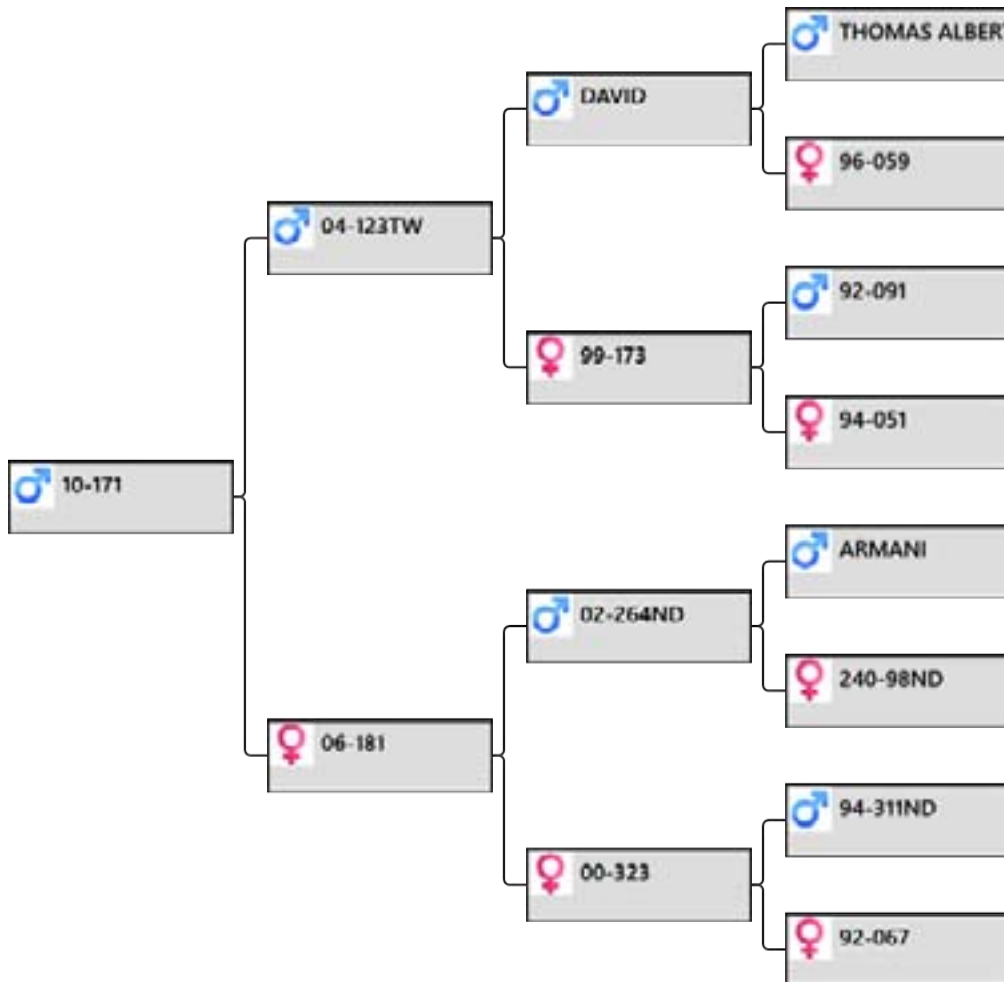 THOMAS ALBER
DAVID
96-059
04-123TW
92-091
99-173
94-051
10-171
ARMANI
02-264ND
240-98ND
06-181
94-311ND
00-323
92-067